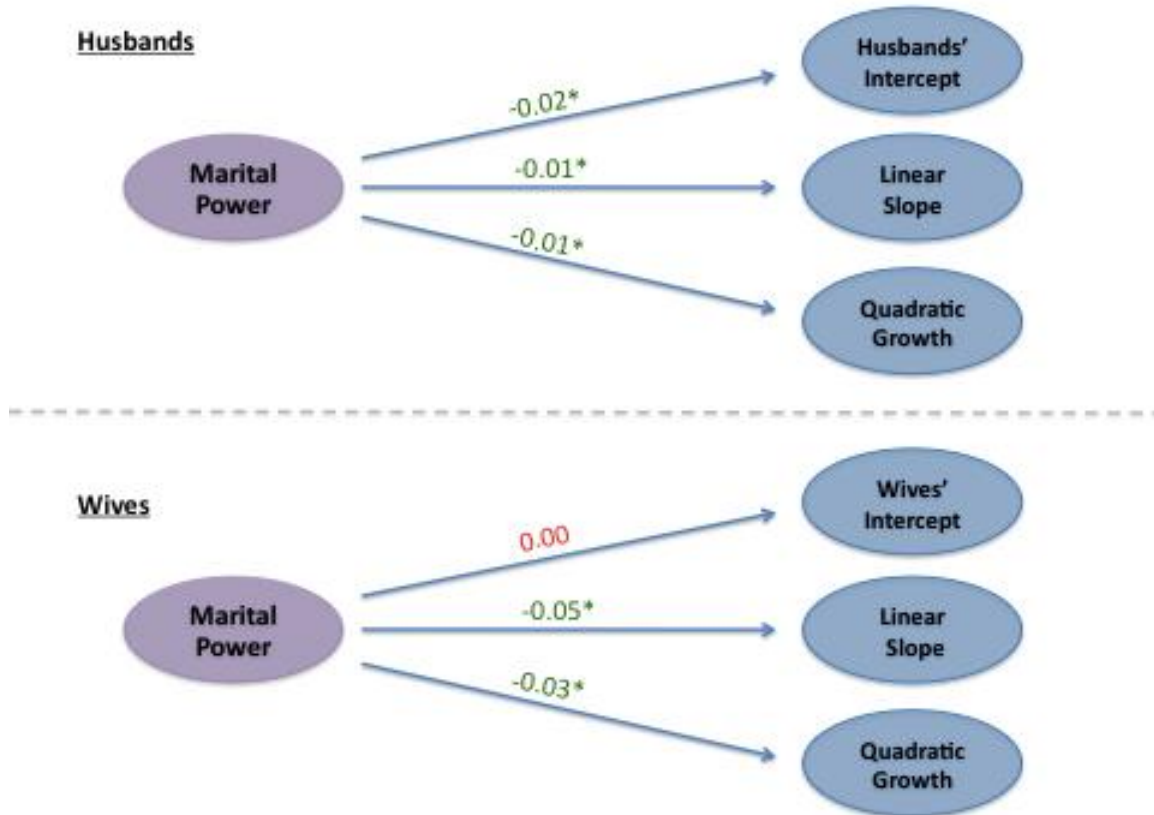 Husbands
Husbands'
Intercept
-0.02*
Marital
Power
-0.01*
Linear
Slope
-0.01*
Quadratic
Growth
Wives
Wives'
Intercept
0.00
Marital
Power
-0.05*
Linear
Slope
-0.03*
Quadratic
Growth